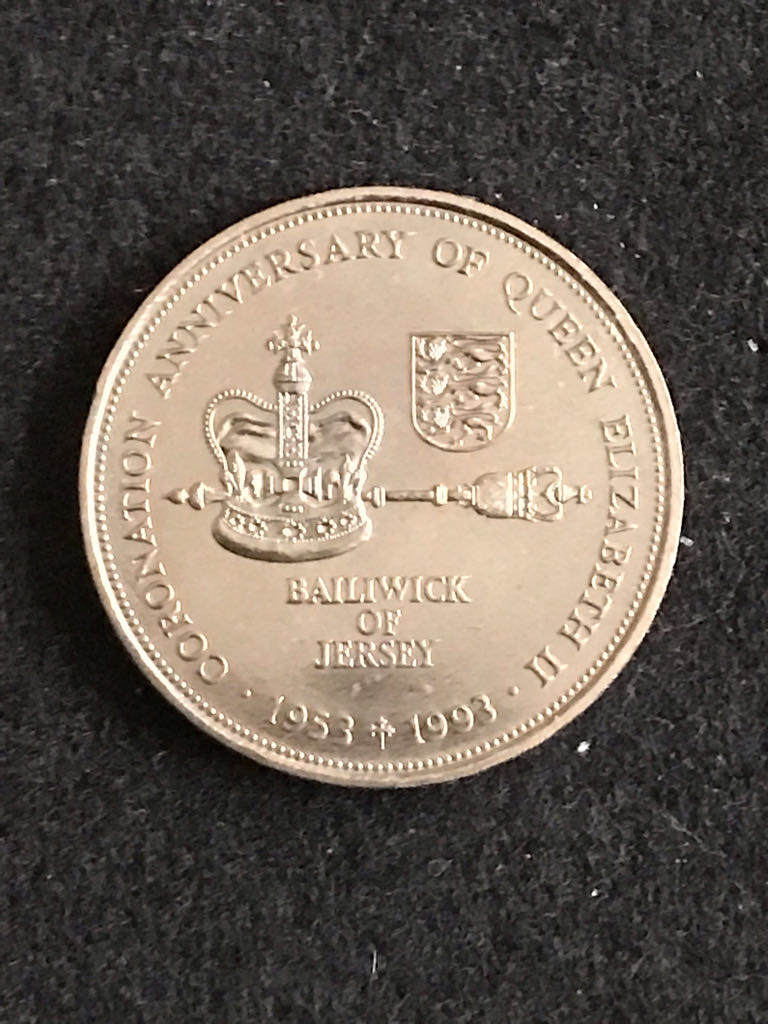 CORONATION ANNIVERSARY OF QUEEN ELIZABETH II
BAILIWICK
OF
JERSEY
· 1953 ☨ 1993 ·